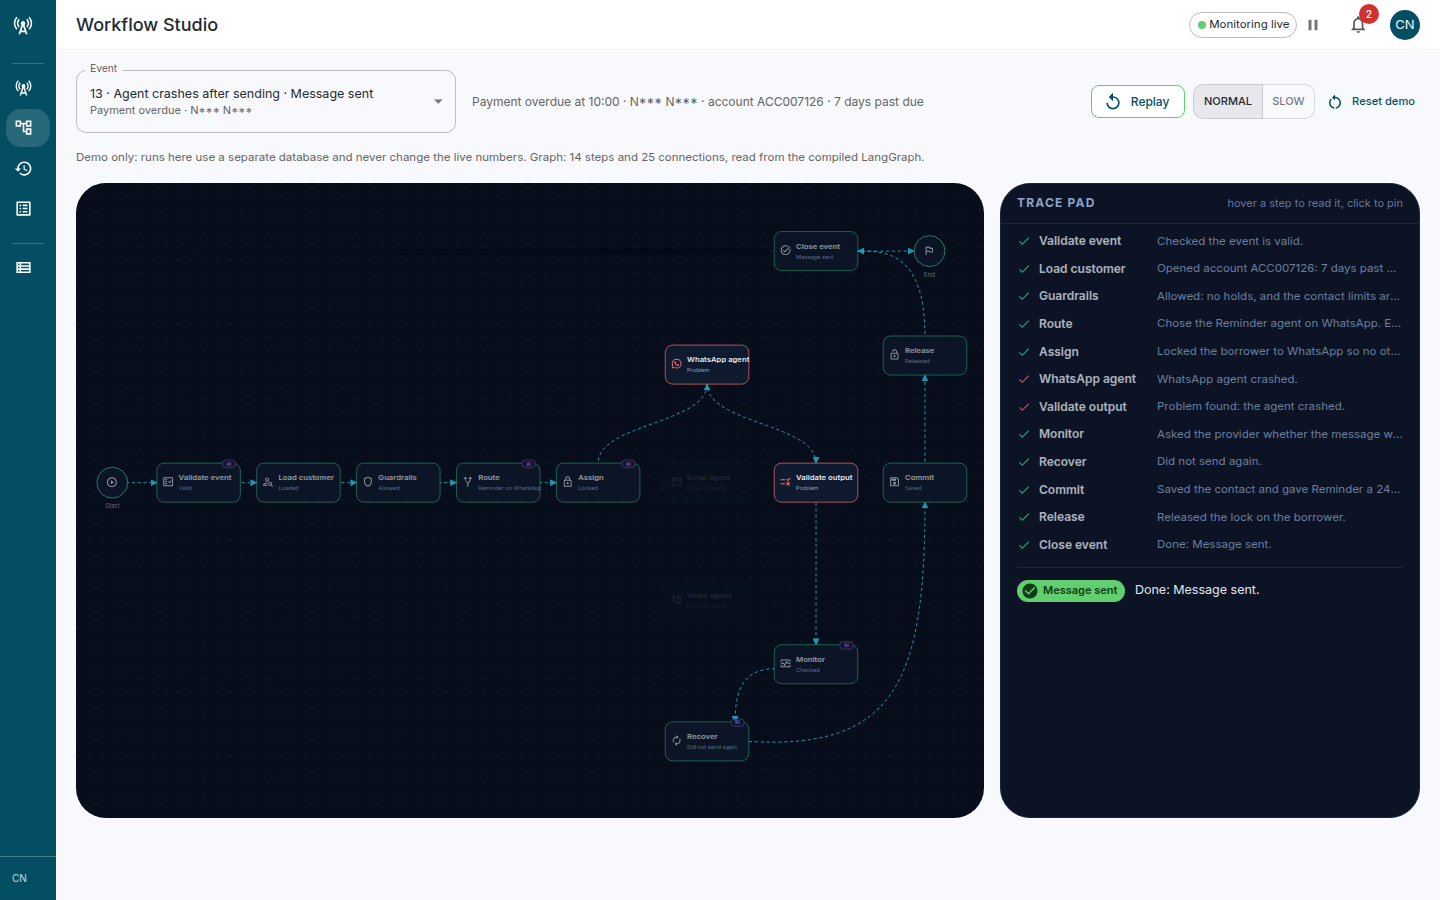 Workflow Studio
Monitoring live
2
CN
Event
13 · Agent crashes after sending · Message sent
Payment overdue · N*** N***
Payment overdue at 10:00 · N*** N*** · account ACC007126 · 7 days past due
Replay
NORMAL
SLOW
Reset demo
Demo only: runs here use a separate database and never change the live numbers. Graph: 14 steps and 25 connections, read from the compiled LangGraph.
Close event
Message sent
End
WhatsApp agent
Problem
Release
Released
Start
AI
Validate event
Valid
Load customer
Loaded
Guardrails
Allowed
AI
Route
Reminder on WhatsApp
AI
Assign
Locked
Email agent
Validate output
Problem
Commit
Saved
Voice agent
AI
Monitor
Checked
AI
Recover
Did not send again
TRACE PAD
hover a step to read it, click to pin
Validate event Checked the event is valid.
Load customer Opened account ACC007126: 7 days past ...
Guardrails Allowed: no holds, and the contact limits ar...
Route Chose the Reminder agent on WhatsApp. E...
Assign Locked the borrower to WhatsApp so no ot...
WhatsApp agent WhatsApp agent crashed.
Validate output Problem found: the agent crashed.
Monitor Asked the provider whether the message w...
Recover Did not send again.
Commit Saved the contact and gave Reminder a 24...
Release Released the lock on the borrower.
Close event Done: Message sent.
Message sent Done: Message sent.
CN